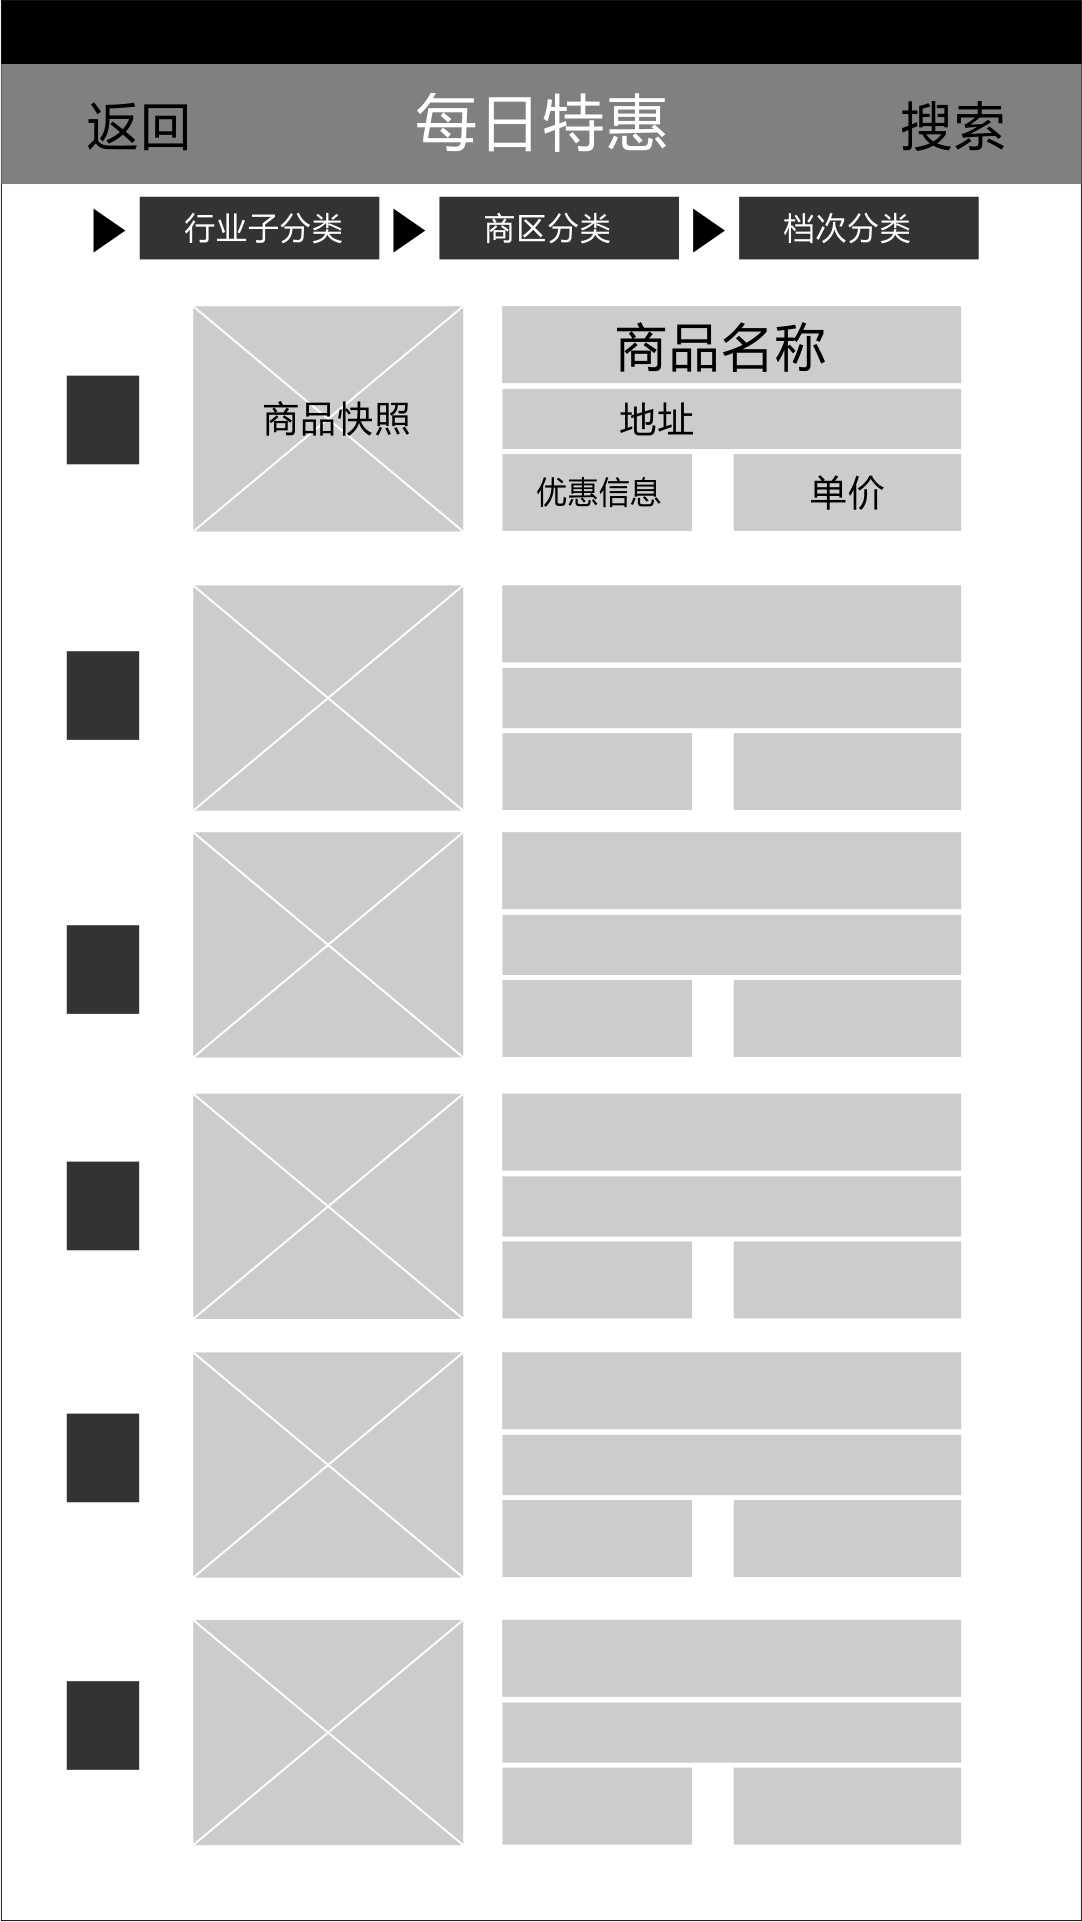 返回 每日特惠 搜索
行业子分类 商区分类 档次分类
商品名称
商品快照 地址
优惠信息 单价